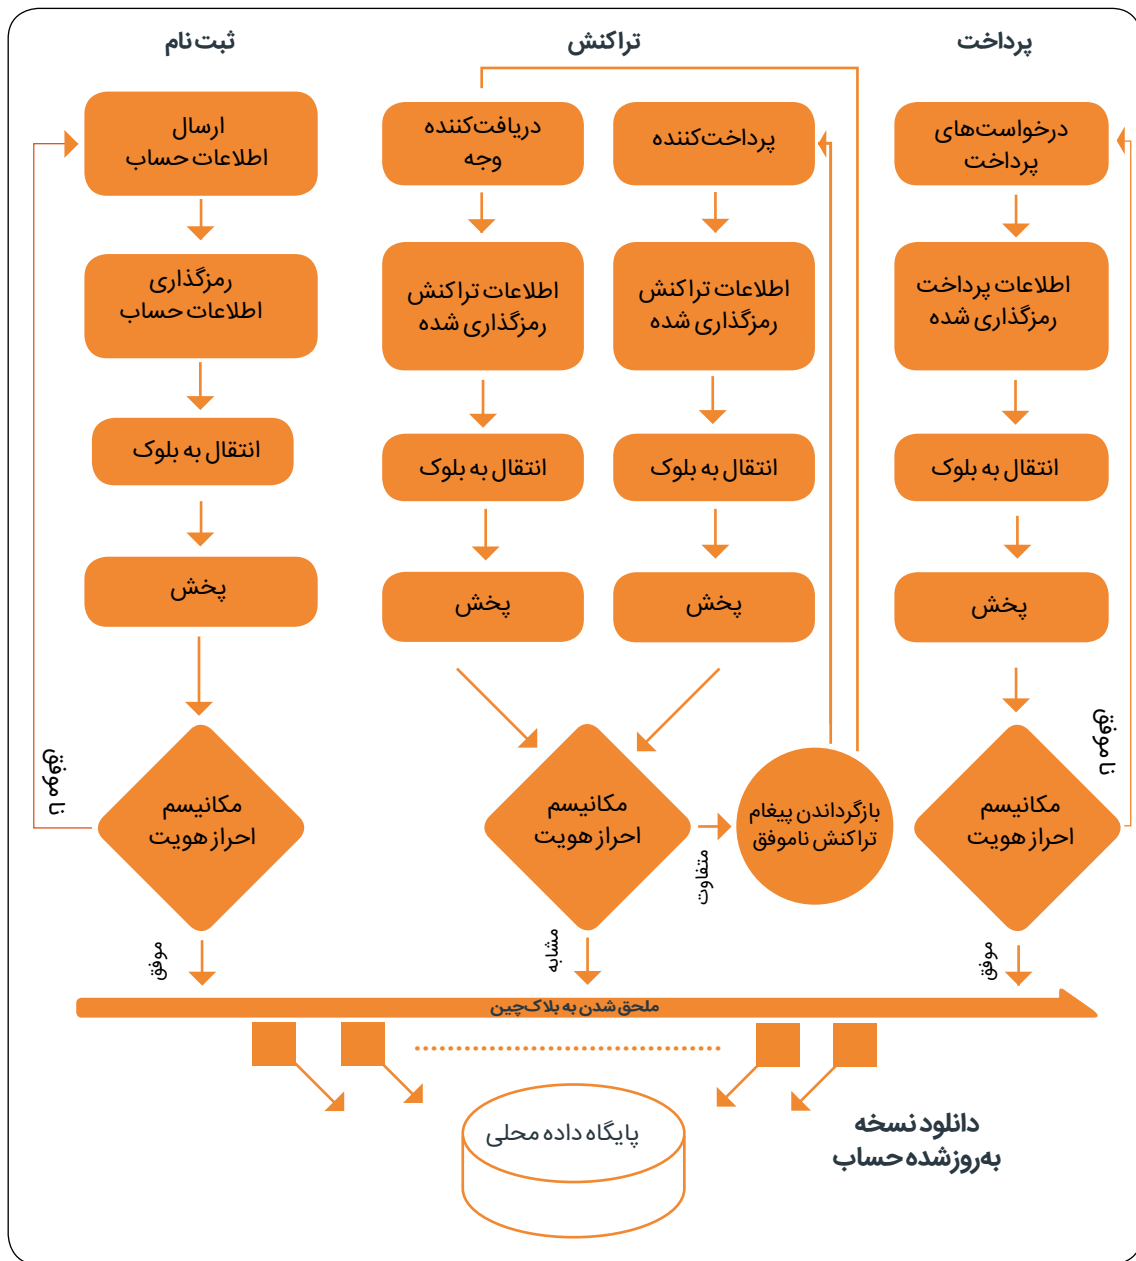 پرداخت
تراکنش
ثبت نام
درخواست‌های
پرداخت
اطلاعات پرداخت
رمزگذاری شده
انتقال به بلوک
پخش
مکانیسم
احراز هویت
نا موفق
موفق
پرداخت‌کننده
اطلاعات تراکنش
رمزگذاری شده
انتقال به بلوک
پخش
دریافت‌کننده
وجه
اطلاعات تراکنش
رمزگذاری شده
انتقال به بلوک
پخش
مکانیسم
احراز هویت
متفاوت
بازگرداندن پیغام
تراکنش ناموفق
مشابه
ارسال
اطلاعات حساب
رمزگذاری
اطلاعات حساب
انتقال به بلوک
پخش
مکانیسم
احراز هویت
نا موفق
موفق
ملحق شدن به بلاک‌چین
دانلود نسخه
به‌روزشده حساب
پایگاه داده محلی